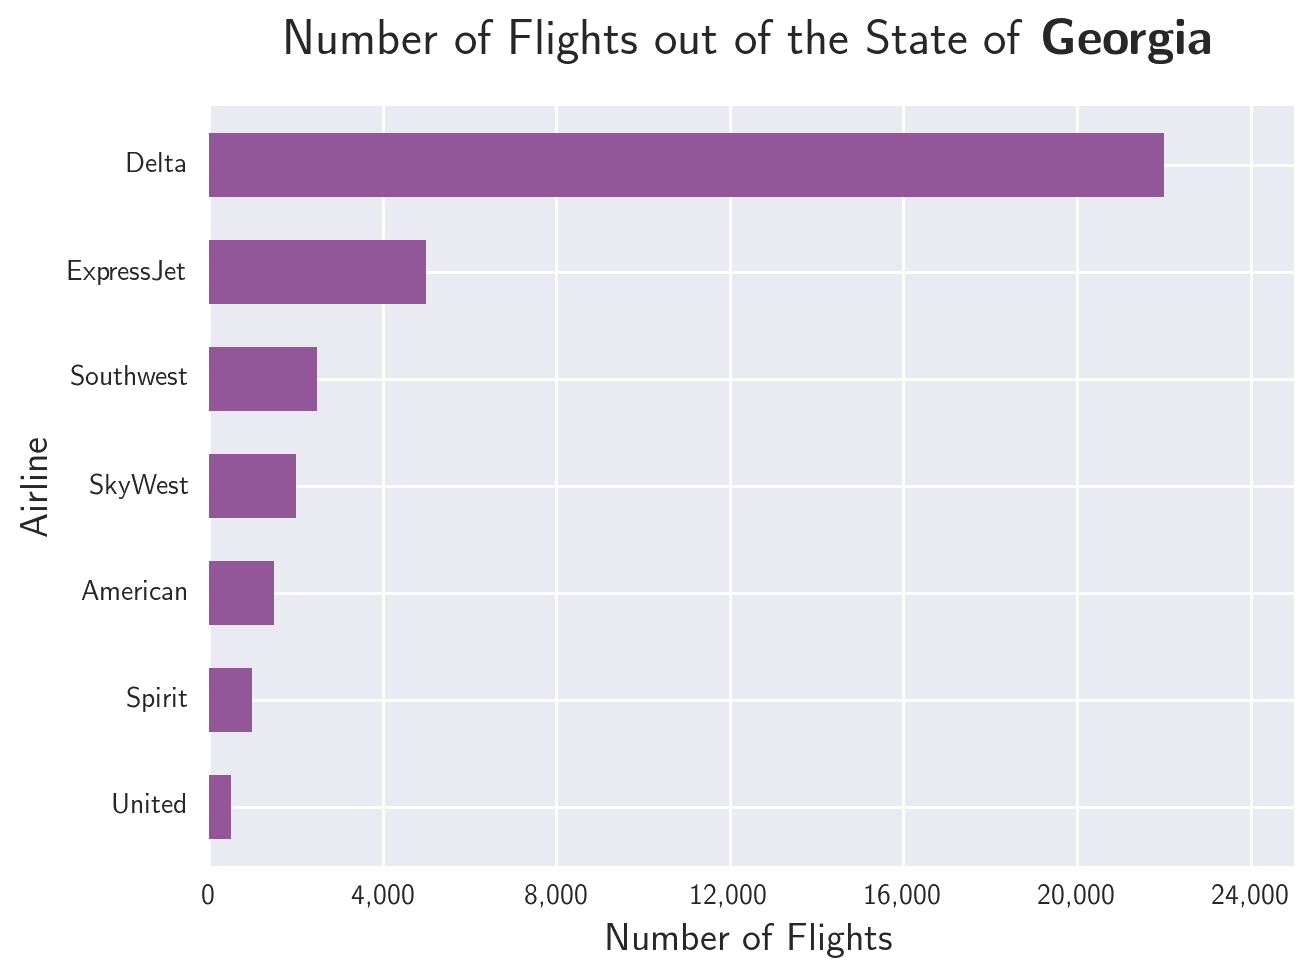 Number of Flights out of the State of Georgia
Delta
ExpressJet
Southwest
SkyWest
American
Spirit
United
Airline
0 4,000 8,000 12,000 16,000 20,000 24,000
Number of Flights